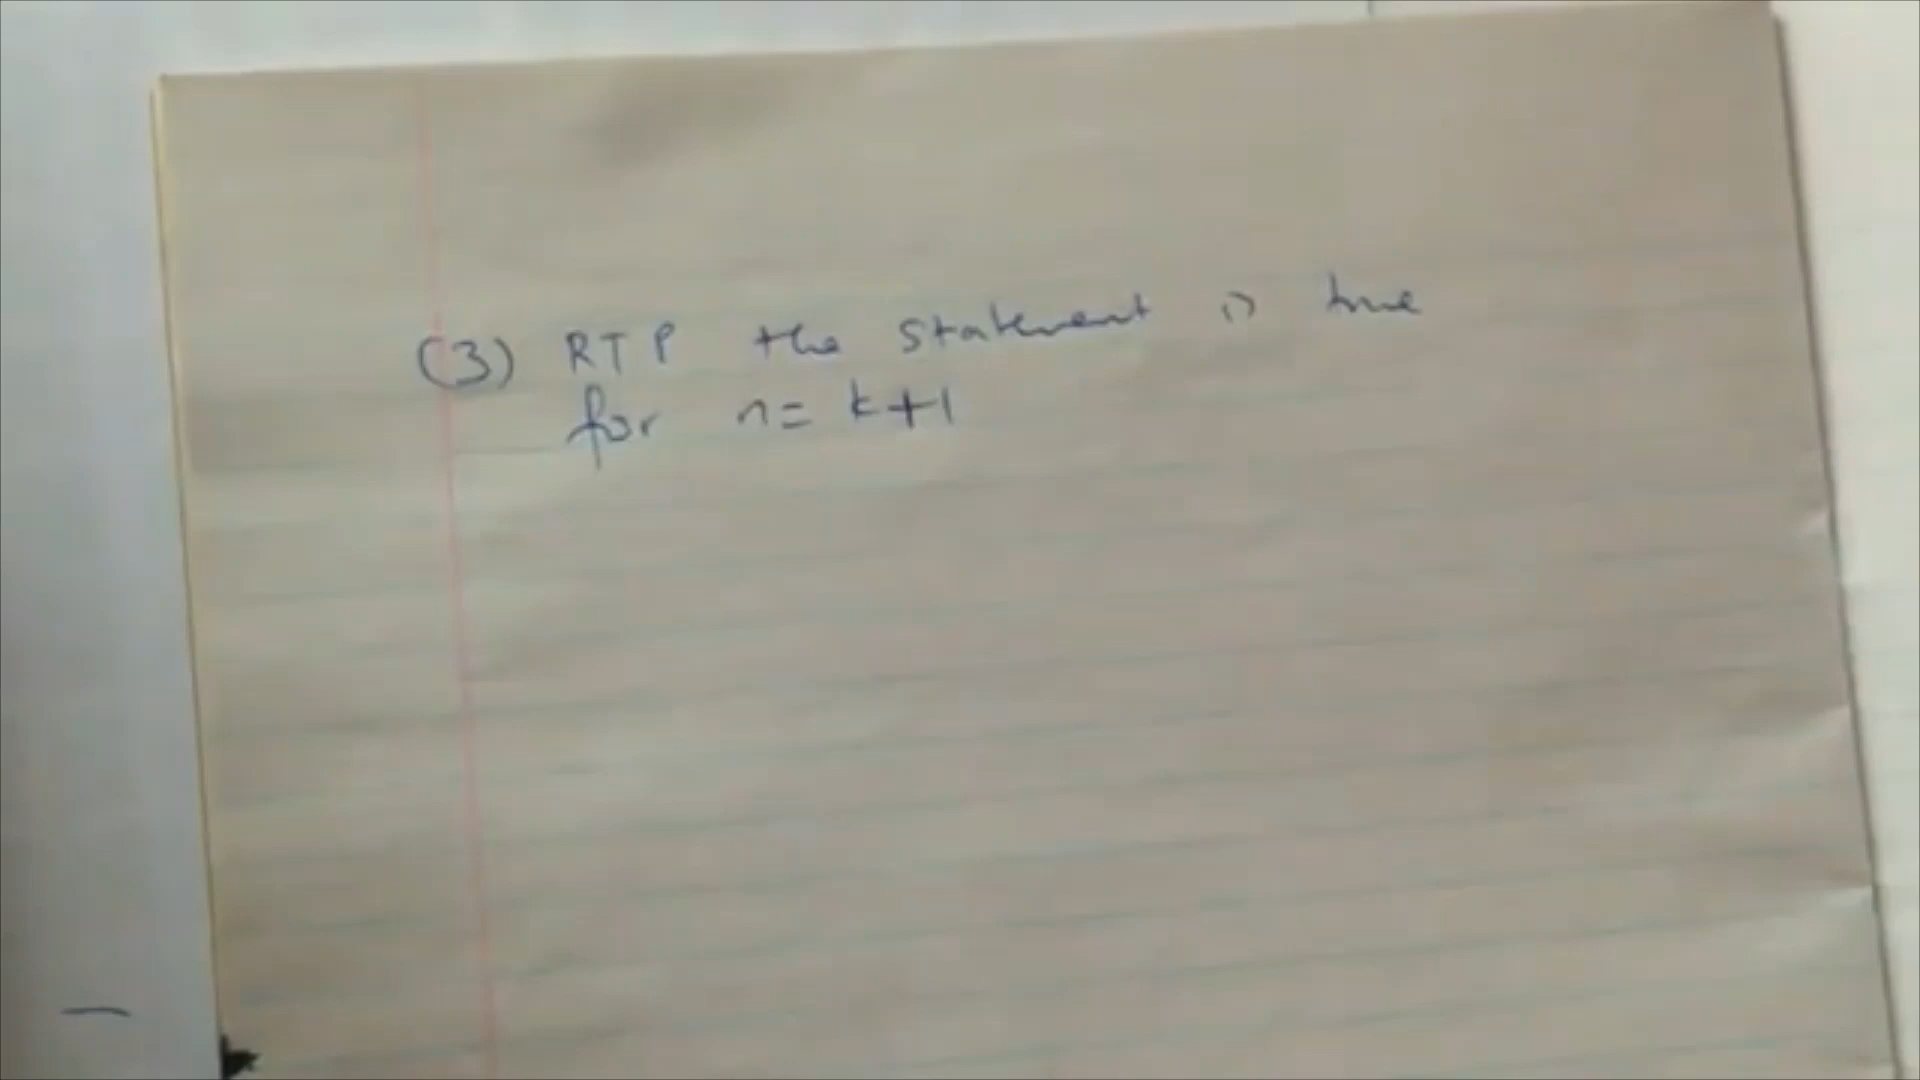 (3) RTP the statement is true
for n= k+1